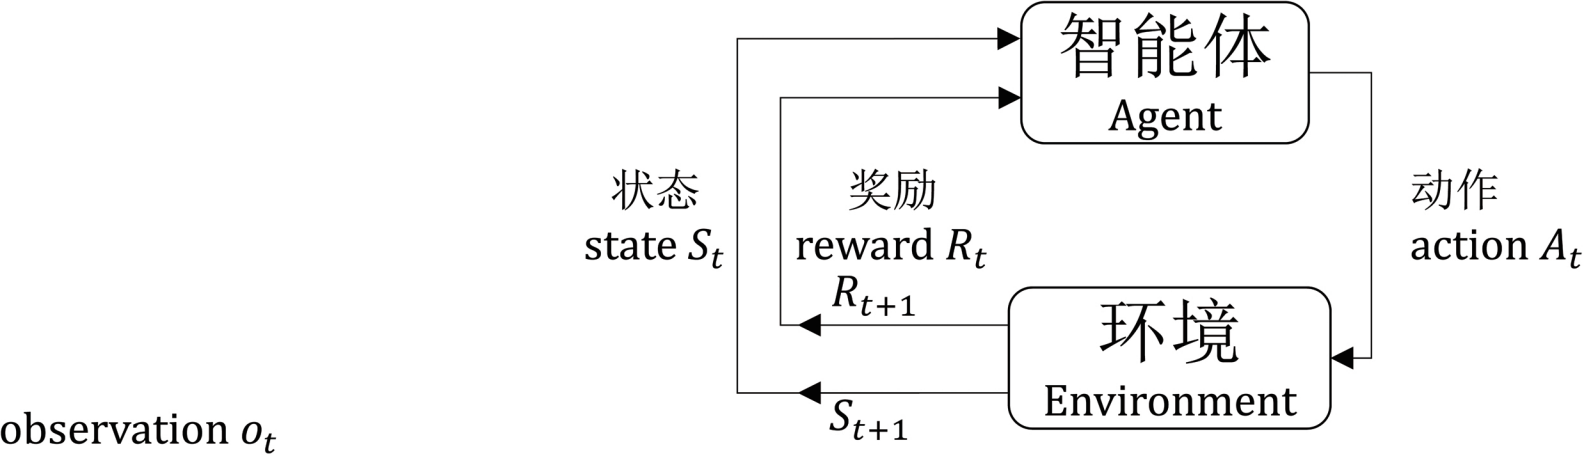 智能体
Agent
状态
state S_t
奖励
reward R_t
动作
action A_t
R_{t+1}
环境
Environment
S_{t+1}
observation o_t